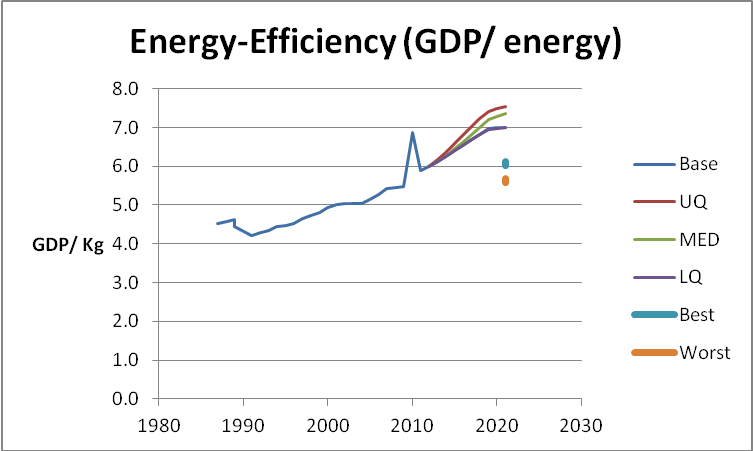 Energy-Efficiency (GDP/ energy)
8.0
7.0
6.0
5.0
4.0
3.0
2.0
1.0
0.0
GDP/ Kg
1980 1990 2000 2010 2020 2030
Base
UQ
MED
LQ
Best
Worst